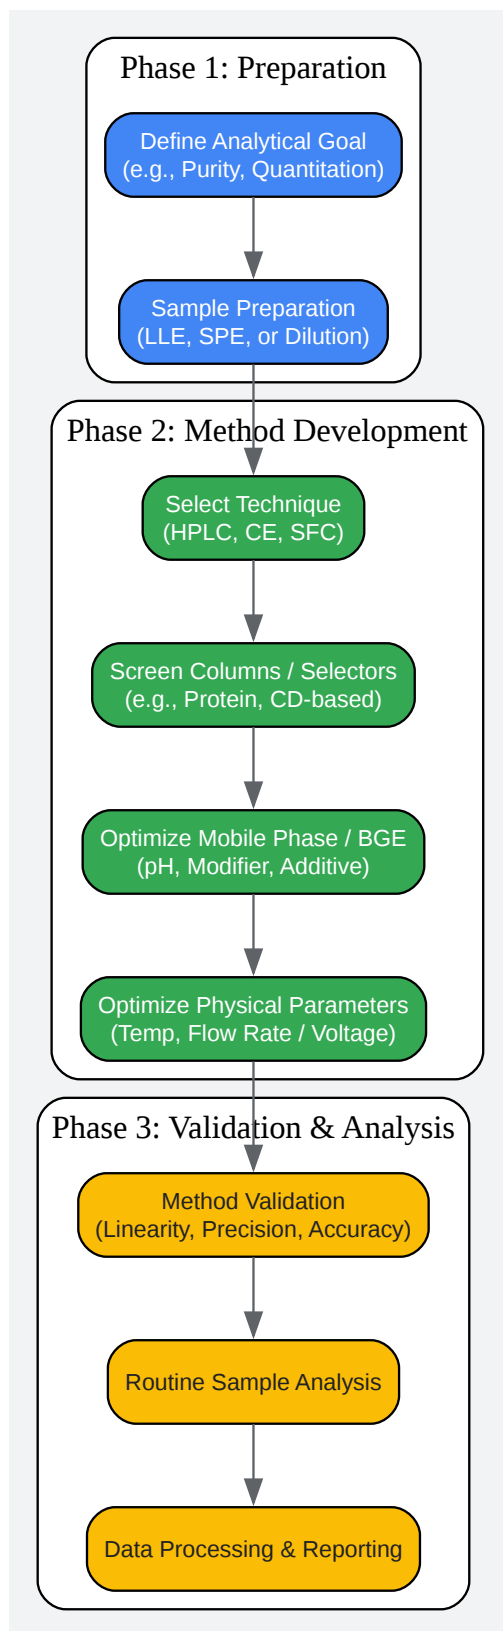 Phase 1: Preparation
Define Analytical Goal
(e.g., Purity, Quantitation)
Sample Preparation
(LLE, SPE, or Dilution)
Phase 2: Method Development
Select Technique
(HPLC, CE, SFC)
Screen Columns / Selectors
(e.g., Protein, CD-based)
Optimize Mobile Phase / BGE
(pH, Modifier, Additive)
Optimize Physical Parameters
(Temp, Flow Rate / Voltage)
Phase 3: Validation & Analysis
Method Validation
(Linearity, Precision, Accuracy)
Routine Sample Analysis
Data Processing & Reporting